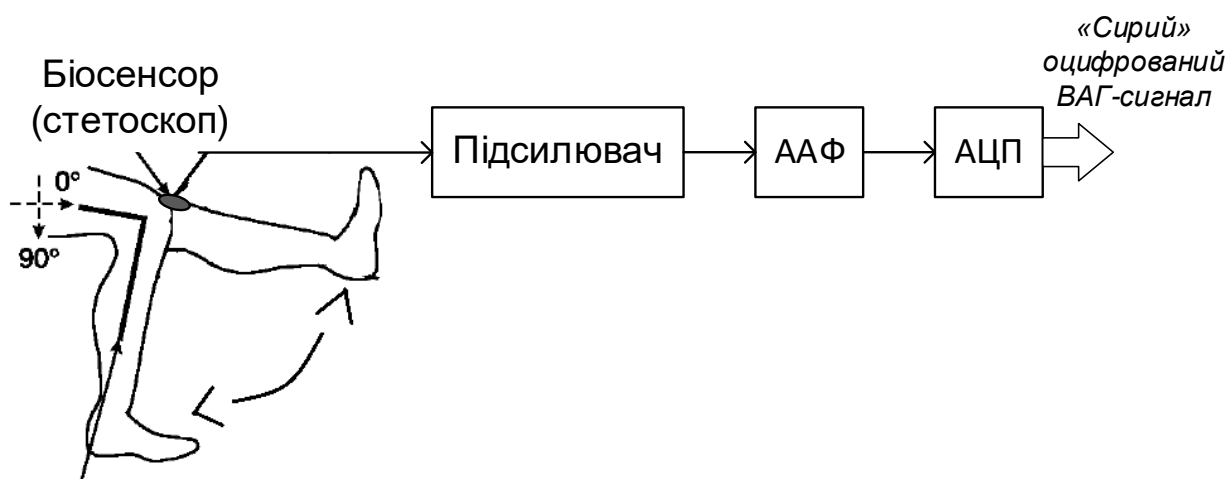 «Сирий»
оцифрований
ВАГ-сигнал
Біосенсор
(стетоскоп)
Підсилювач
ААФ
АЦП
0°
90°